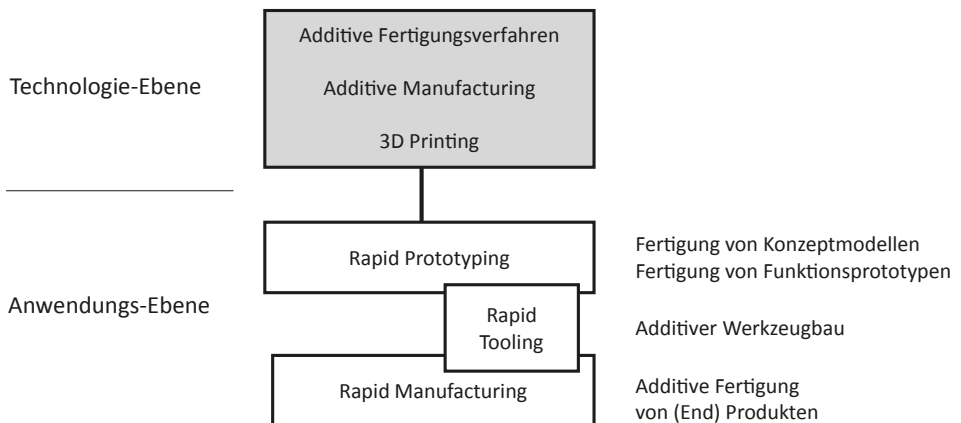 Additive Fertigungsverfahren
Technologie-Ebene
Additive Manufacturing
3D Printing
Rapid Prototyping
Fertigung von Konzeptmodellen
Fertigung von Funktionsprototypen
Anwendungs-Ebene
Rapid
Tooling
Additiver Werkzeugbau
Rapid Manufacturing
Additive Fertigung
von (End) Produkten